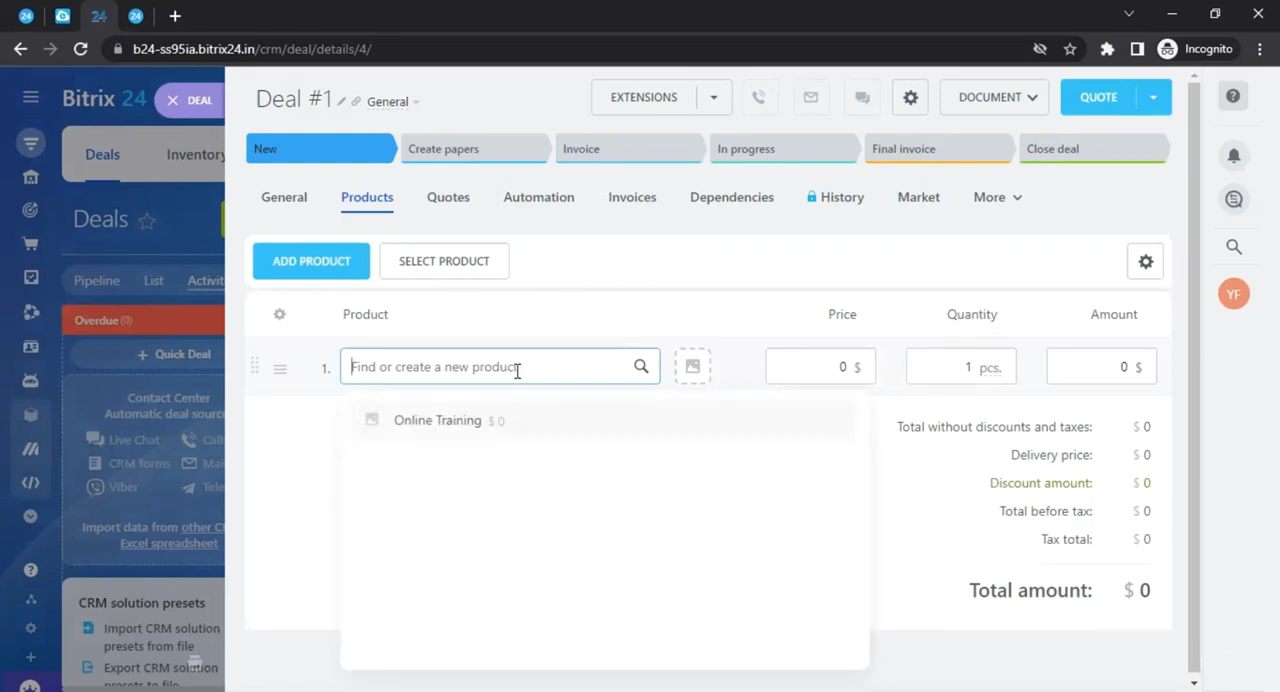 24
24
24
b24-ss95ia.bitrix24.in/crm/deal/details/4/
Incognito
Bitrix 24
DEAL
Deal #1
General
EXTENSIONS
DOCUMENT
QUOTE
New
Create papers
Invoice
In progress
Final invoice
Close deal
Deals
Inventory
General
Products
Quotes
Automation
Invoices
Dependencies
History
Market
More
Deals
ADD PRODUCT
SELECT PRODUCT
Pipeline
List
Activit
YF
Product
Price
Quantity
Amount
Overdue (0)
+ Quick Deal
1.
Find or create a new product
0 $
1 pcs.
0 $
Contact Center
Automatic deal sourc
Live Chat
Call
CRM forms
Mai
Viber
Tele
Online Training $ 0
Total without discounts and taxes: $ 0
Delivery price: $ 0
Discount amount: $ 0
Total before tax: $ 0
Tax total: $ 0
Total amount: $ 0
Import data from other CR
Excel spreadsheet
CRM solution presets
Import CRM solution
presets from file
Export CRM solution
presets to file